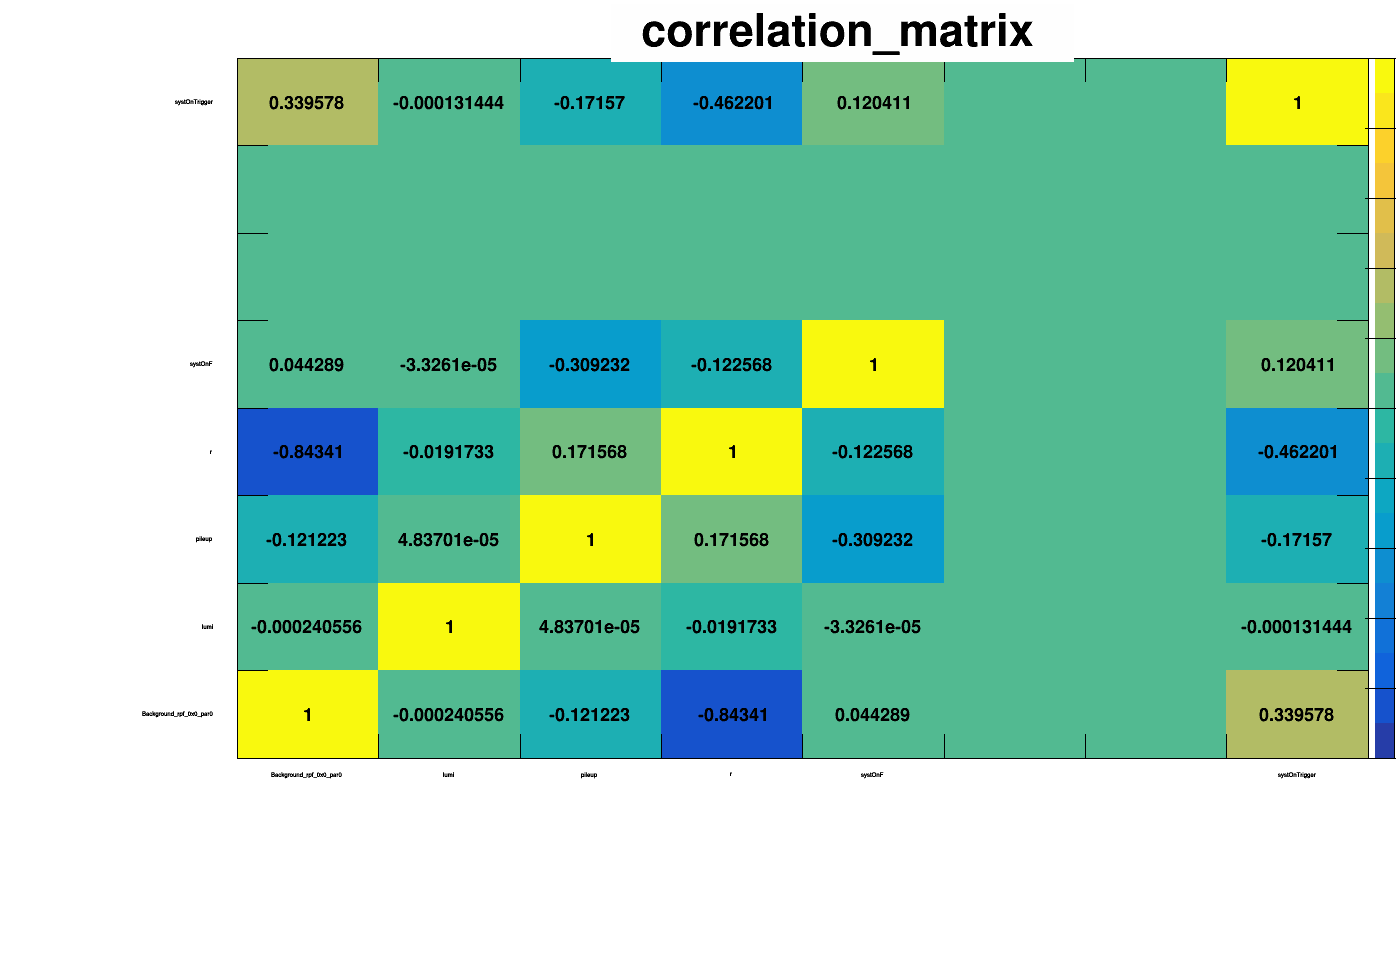 correlation_matrix
systOnTrigger 0.339578 -0.000131444 -0.17157 -0.462201 0.120411 1
systOnF 0.044289 -3.3261e-05 -0.309232 -0.122568 1 0.120411
r -0.84341 -0.0191733 0.171568 1 -0.122568 -0.462201
pileup -0.121223 4.83701e-05 1 0.171568 -0.309232 -0.17157
lumi -0.000240556 1 4.83701e-05 -0.0191733 -3.3261e-05 -0.000131444
Background_rpf_0x0_par0 1 -0.000240556 -0.121223 -0.84341 0.044289 0.339578
Background_rpf_0x0_par0 lumi pileup r systOnF systOnTrigger